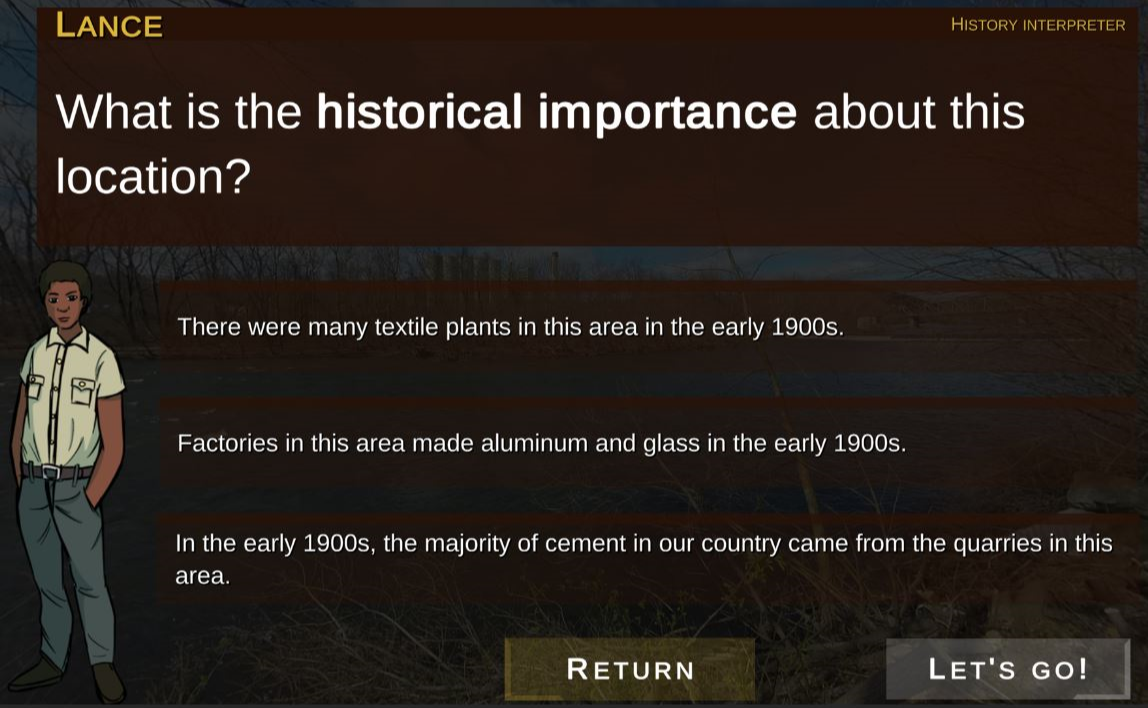 LANCE
HISTORY INTERPRETER
What is the historical importance about this
location?
There were many textile plants in this area in the early 1900s.
Factories in this area made aluminum and glass in the early 1900s.
In the early 1900s, the majority of cement in our country came from the quarries in this
area.
RETURN
LET'S GO!